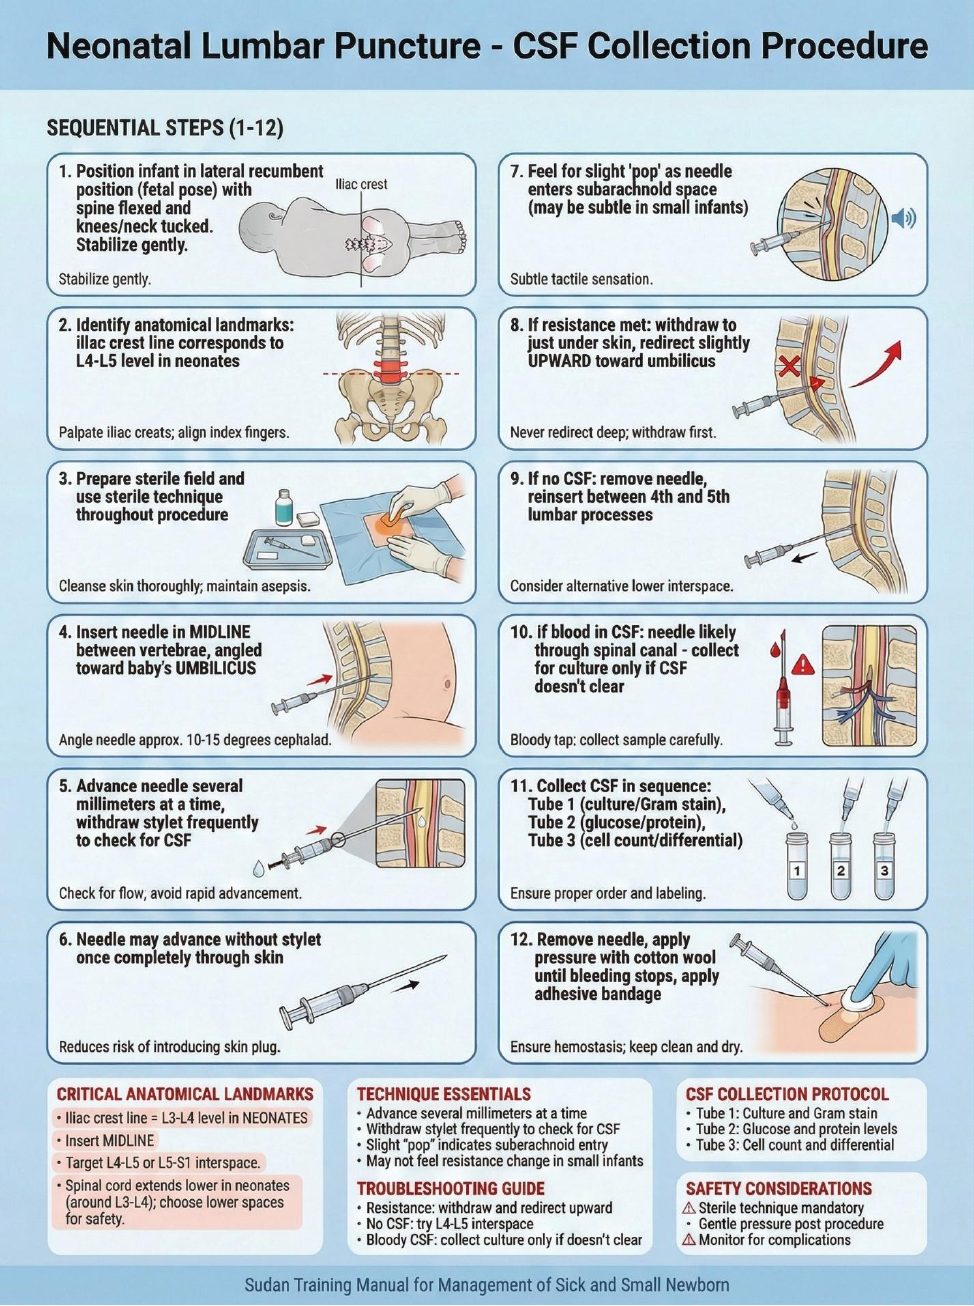 Neonatal Lumbar Puncture - CSF Collection Procedure
SEQUENTIAL STEPS (1-12)
1. Position infant in lateral recumbent
position (fetal pose) with
spine flexed and
knees/neck tucked.
Stabilize gently.
Iliac crest
Stabilize gently.
2. Identify anatomical landmarks:
illac crest line corresponds to
L4-L5 level in neonates
Palpate iliac creats; align index fingers.
3. Prepare sterile field and
use sterile technique
throughout procedure
Cleanse skin thoroughly; maintain asepsis.
4. Insert needle in MIDLINE
between vertebrae, angled
toward baby's UMBILICUS
Angle needle approx. 10-15 degrees cephalad.
5. Advance needle several
millimeters at a time,
withdraw stylet frequently
to check for CSF
Check for flow, avoid rapid advancement.
6. Needle may advance without stylet
once completely through skin
Reduces risk of introducing skin plug.
7. Feel for slight 'pop' as needle
enters subarachnold space
(may be subtle in small infants)
Subtle tactile sensation.
8. If resistance met: withdraw to
just under skin, redirect slightly
UPWARD toward umbilicus
Never redirect deep; withdraw first.
9. If no CSF: remove needle,
reinsert between 4th and 5th
lumbar processes
Consider alternative lower interspace.
10. if blood in CSF: needle likely
through spinal canal - collect
for culture only if CSF
doesn't clear
Bloody tap: collect sample carefully.
11. Collect CSF in sequence:
Tube 1 (culture/Gram stain),
Tube 2 (glucose/protein),
Tube 3 (cell count/differential)
1 2 3
Ensure proper order and labeling.
12. Remove needle, apply
pressure with cotton wool
until bleeding stops, apply
adhesive bandage
Ensure hemostasis; keep clean and dry.
CRITICAL ANATOMICAL LANDMARKS
• Iliac crest line = L3-L4 level in NEONATES
• Insert MIDLINE
• Target L4-L5 or L5-S1 interspace.
• Spinal cord extends lower in neonates
(around L3-L4); choose lower spaces
for safety.
TECHNIQUE ESSENTIALS
• Advance several millimeters at a time
• Withdraw stylet frequently to check for CSF
• Slight "pop" indicates suberachnoid entry
• May not feel resistance change in small infants
TROUBLESHOOTING GUIDE
• Resistance: withdraw and redirect upward
• No CSF: try L4-L5 interspace
• Bloody CSF: collect culture only if doesn't clear
CSF COLLECTION PROTOCOL
• Tube 1: Culture and Gram stain
• Tube 2: Glucose and protein levels
• Tube 3: Cell count and differential
SAFETY CONSIDERATIONS
⚠ Sterile technique mandatory
• Gentle pressure post procedure
⚠ Monitor for complications
Sudan Training Manual for Management of Sick and Small Newborn